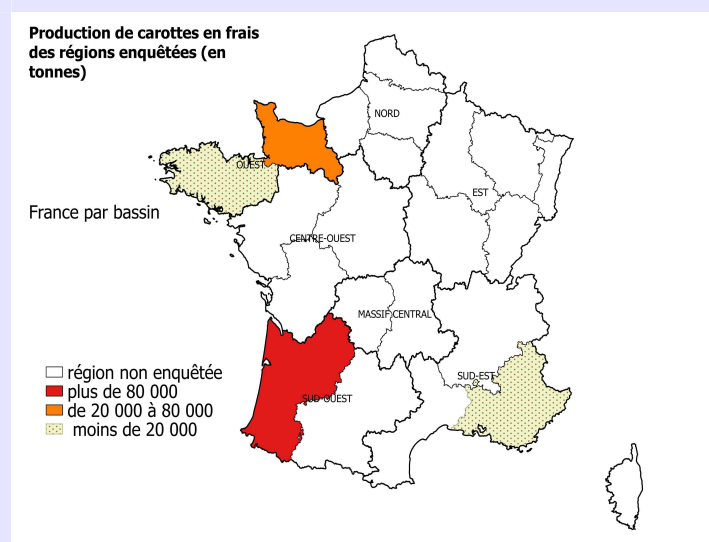 Production de carottes en frais
des régions enquêtées (en
tonnes)
NORD
OUEST
EST
France par bassin
CENTRE-OUEST
MASSIF CENTRAL
région non enquêtée
SUD-EST
plus de 80 000
SUD-OUEST
de 20 000 à 80 000
moins de 20 000